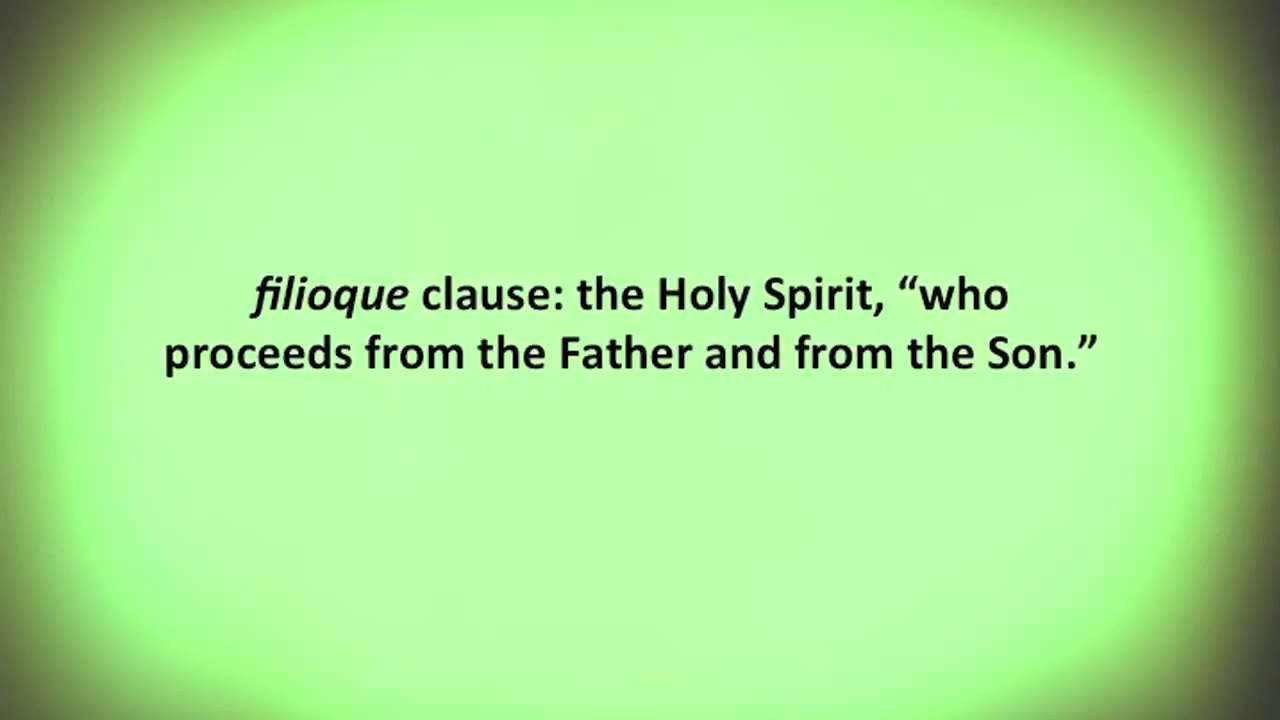 filioque clause: the Holy Spirit, “who
proceeds from the Father and from the Son.”